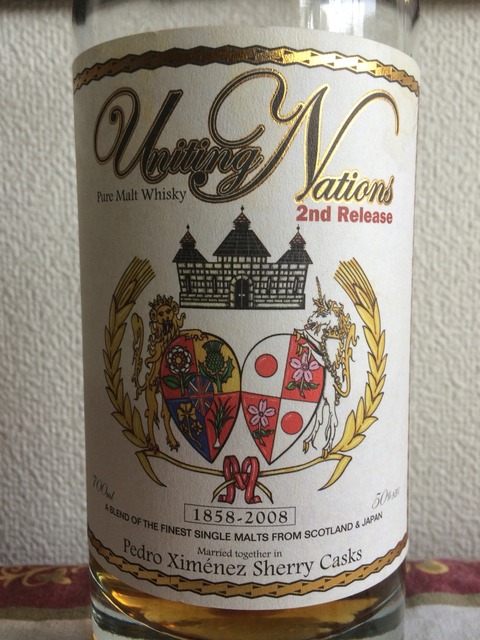 Uniting Nations
Pure Malt Whisky
2nd Release
700ml
50% vol
1858-2008
A BLEND OF THE FINEST SINGLE MALTS FROM SCOTLAND & JAPAN
Married together in
Pedro Ximénez Sherry Casks